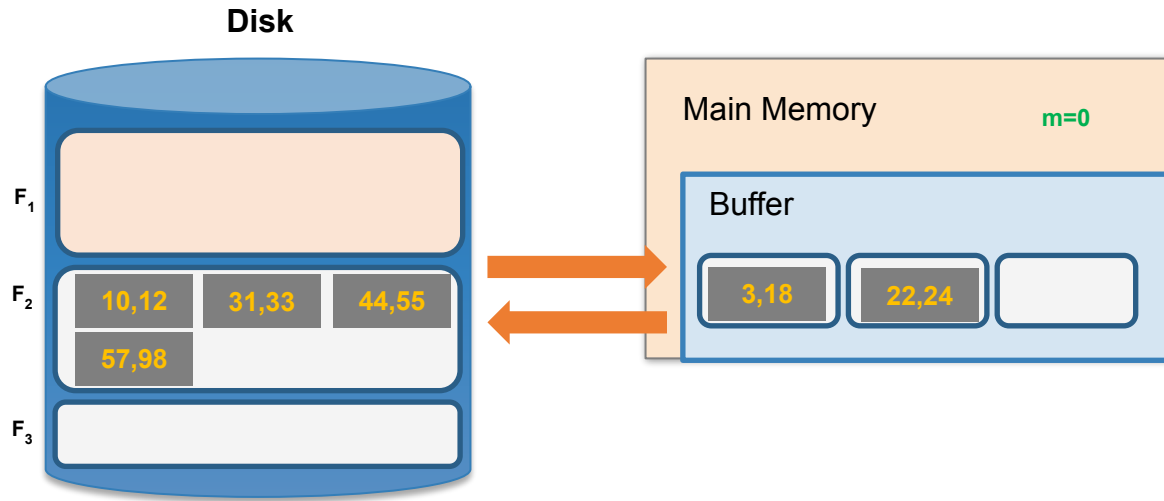 Disk
Main Memory
m=0
F1
Buffer
F2
10,12
31,33
44,55
3,18
22,24
57,98
F3